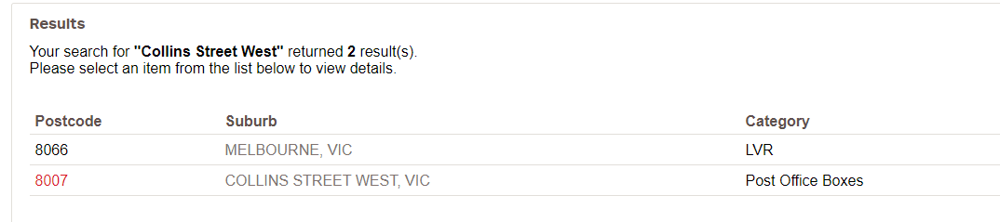 Results
Your search for "Collins Street West" returned 2 result(s).
Please select an item from the list below to view details.
Postcode Suburb Category
8066 MELBOURNE, VIC LVR
8007 COLLINS STREET WEST, VIC Post Office Boxes